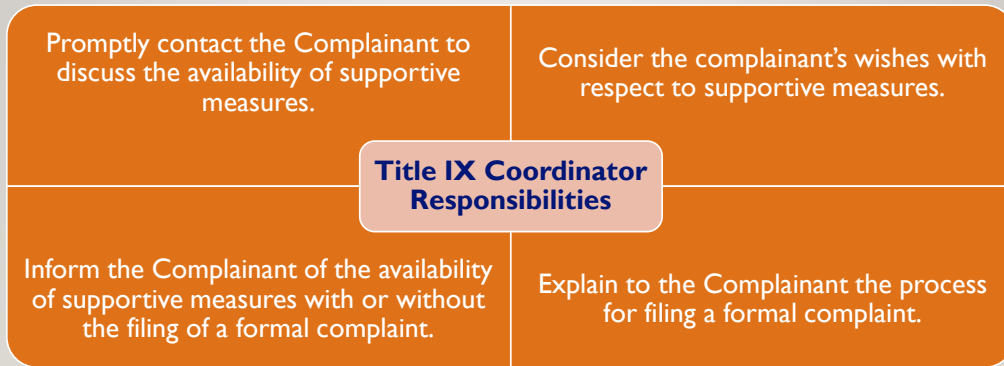 Promptly contact the Complainant to
discuss the availability of supportive
measures.
Consider the complainant’s wishes with
respect to supportive measures.
Title IX Coordinator
Responsibilities
Inform the Complainant of the availability
of supportive measures with or without
the filing of a formal complaint.
Explain to the Complainant the process
for filing a formal complaint.